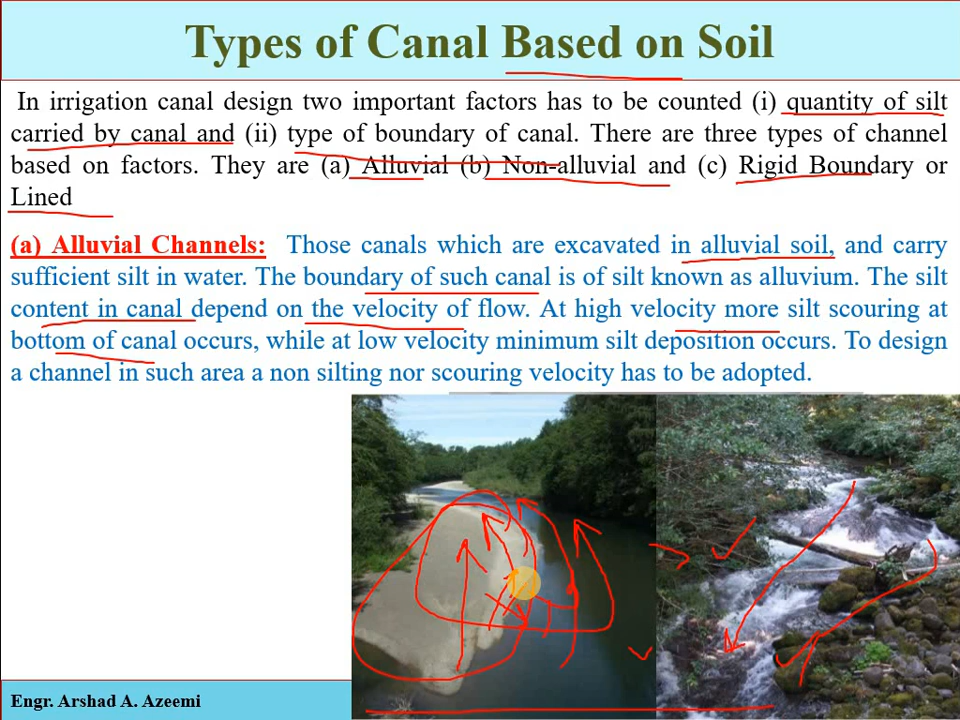 Types of Canal Based on Soil
In irrigation canal design two important factors has to be counted (i) quantity of silt
carried by canal and (ii) type of boundary of canal. There are three types of channel
based on factors. They are (a) Alluvial (b) Non-alluvial and (c) Rigid Boundary or
Lined
(a) Alluvial Channels: Those canals which are excavated in alluvial soil, and carry
sufficient silt in water. The boundary of such canal is of silt known as alluvium. The silt
content in canal depend on the velocity of flow. At high velocity more silt scouring at
bottom of canal occurs, while at low velocity minimum silt deposition occurs. To design
a channel in such area a non silting nor scouring velocity has to be adopted.
Engr. Arshad A. Azeemi